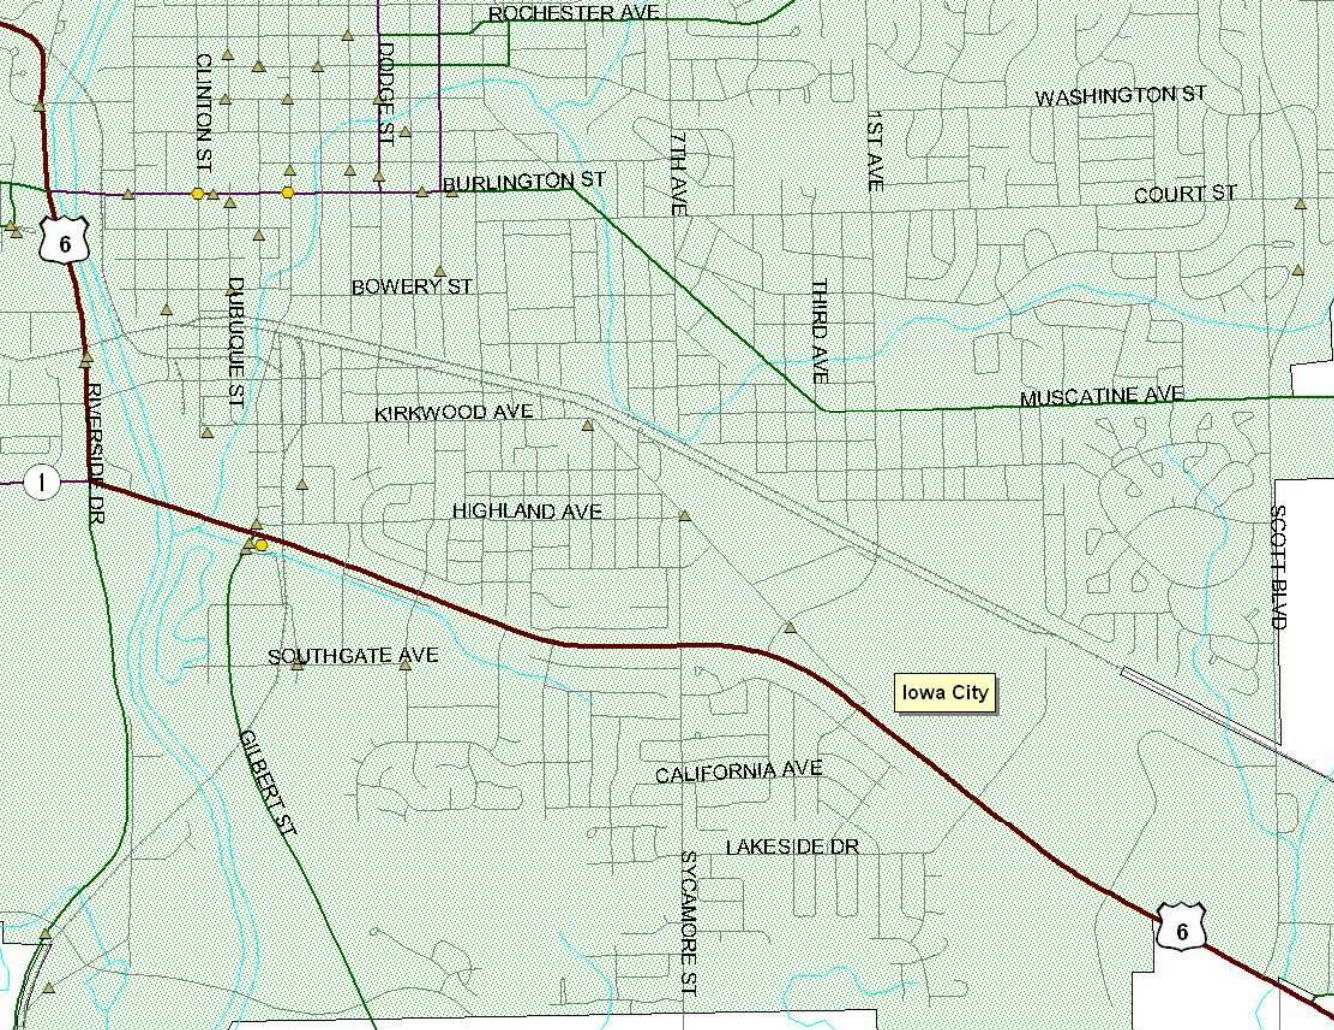 ROCHESTER AVE
CLINTON ST
DODGE ST
WASHINGTON ST
7TH AVE
1ST AVE
BURLINGTON ST
COURT ST
6
BOWERY ST
DUBUQUE ST
THIRD AVE
RIVERSIDE DR
KIRKWOOD AVE
MUSCATINE AVE
1
HIGHLAND AVE
SCOTT BLVD
SOUTHGATE AVE
Iowa City
GILBERT ST
CALIFORNIA AVE
LAKESIDE DR
SYCAMORE ST
6